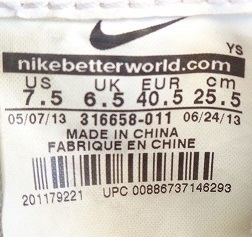 YS
nikebetterworld.com
US UK EUR cm
7.5 6.5 40.5 25.5
05/07/13 316658-011 06/24/13
MADE IN CHINA
FABRIQUE EN CHINE
201179221 UPC 00886737146293